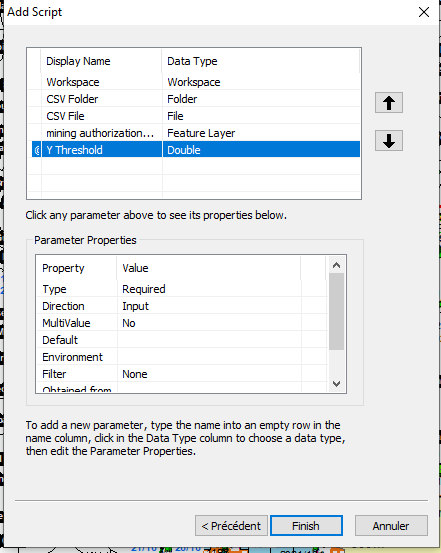 Add Script
Display Name Data Type
Workspace Workspace
CSV Folder Folder
CSV File File
mining authorization... Feature Layer
Y Threshold Double
Click any parameter above to see its properties below.
Parameter Properties
Property Value
Type Required
Direction Input
MultiValue No
Default
Environment
Filter None
Obtained from
To add a new parameter, type the name into an empty row in the
name column, click in the Data Type column to choose a data type,
then edit the Parameter Properties.
< Précédent Finish Annuler